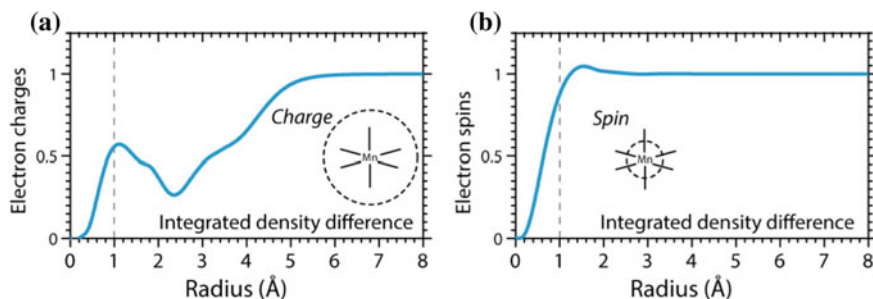 (a)
Electron charges
1
0.5
0
Charge
Mn
Integrated density difference
0 1 2 3 4 5 6 7 8
Radius (Å)
(b)
Electron spins
1
0.5
0
Spin
Mn
Integrated density difference
0 1 2 3 4 5 6 7 8
Radius (Å)